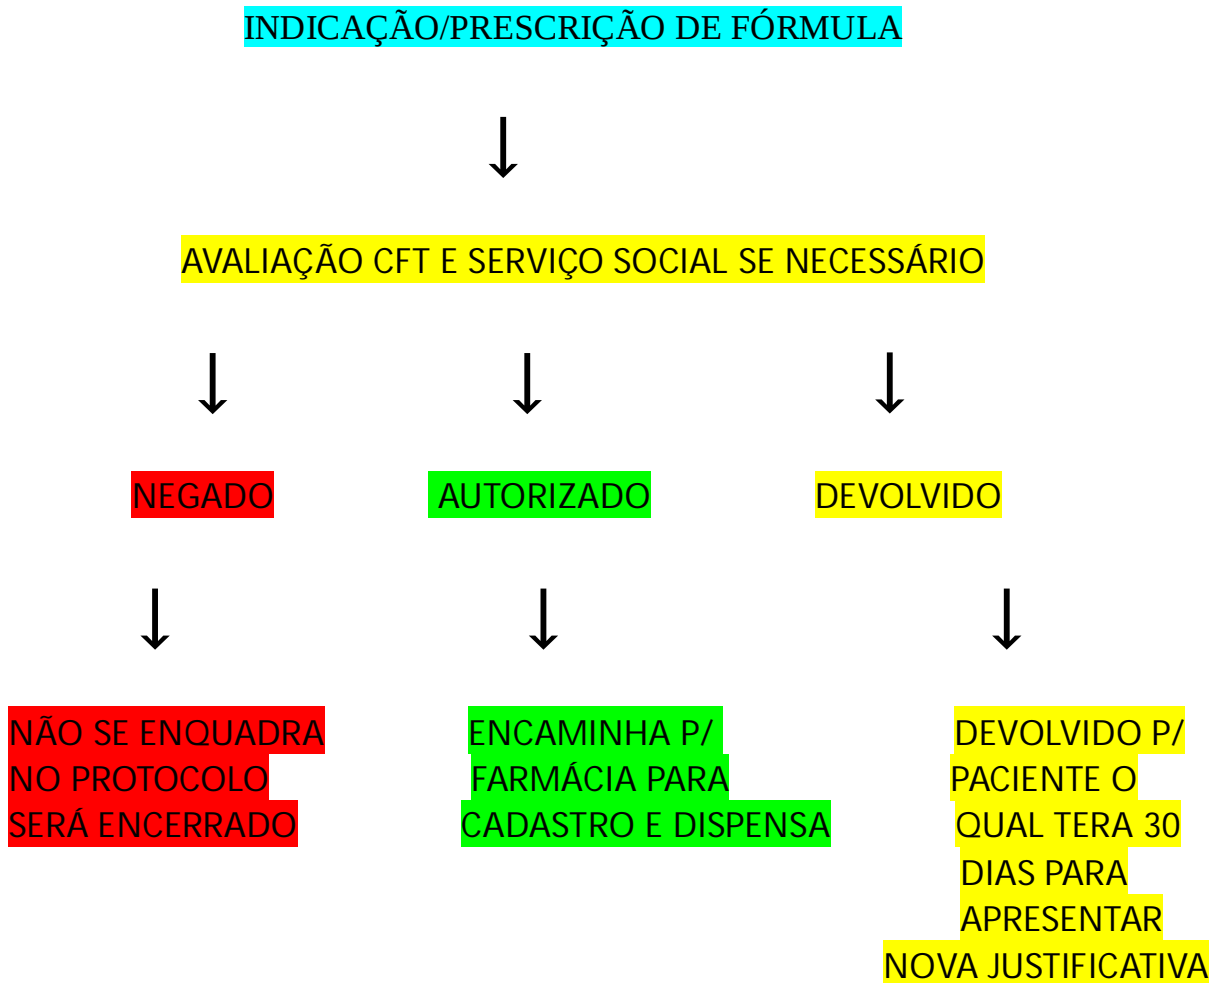 INDICAÇÃO/PRESCRIÇÃO DE FÓRMULA
↓
AVALIAÇÃO CFT E SERVIÇO SOCIAL SE NECESSÁRIO
↓ ↓ ↓
NEGADO AUTORIZADO DEVOLVIDO
↓ ↓ ↓
NÃO SE ENQUADRA
NO PROTOCOLO
SERÁ ENCERRADO
ENCAMINHA P/
FARMÁCIA PARA
CADASTRO E DISPENSA
DEVOLVIDO P/
PACIENTE O
QUAL TERA 30
DIAS PARA
APRESENTAR
NOVA JUSTIFICATIVA